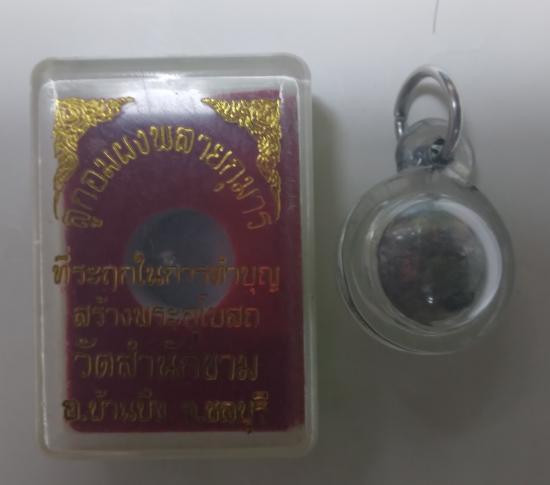 ลูกอมผงพลายกุมาร
ที่ระฤกในการทำบุญ
สร้างพระอุโบสถ
วัดสำนักขาม
อ.บ้านบึง จ.ชลบุรี